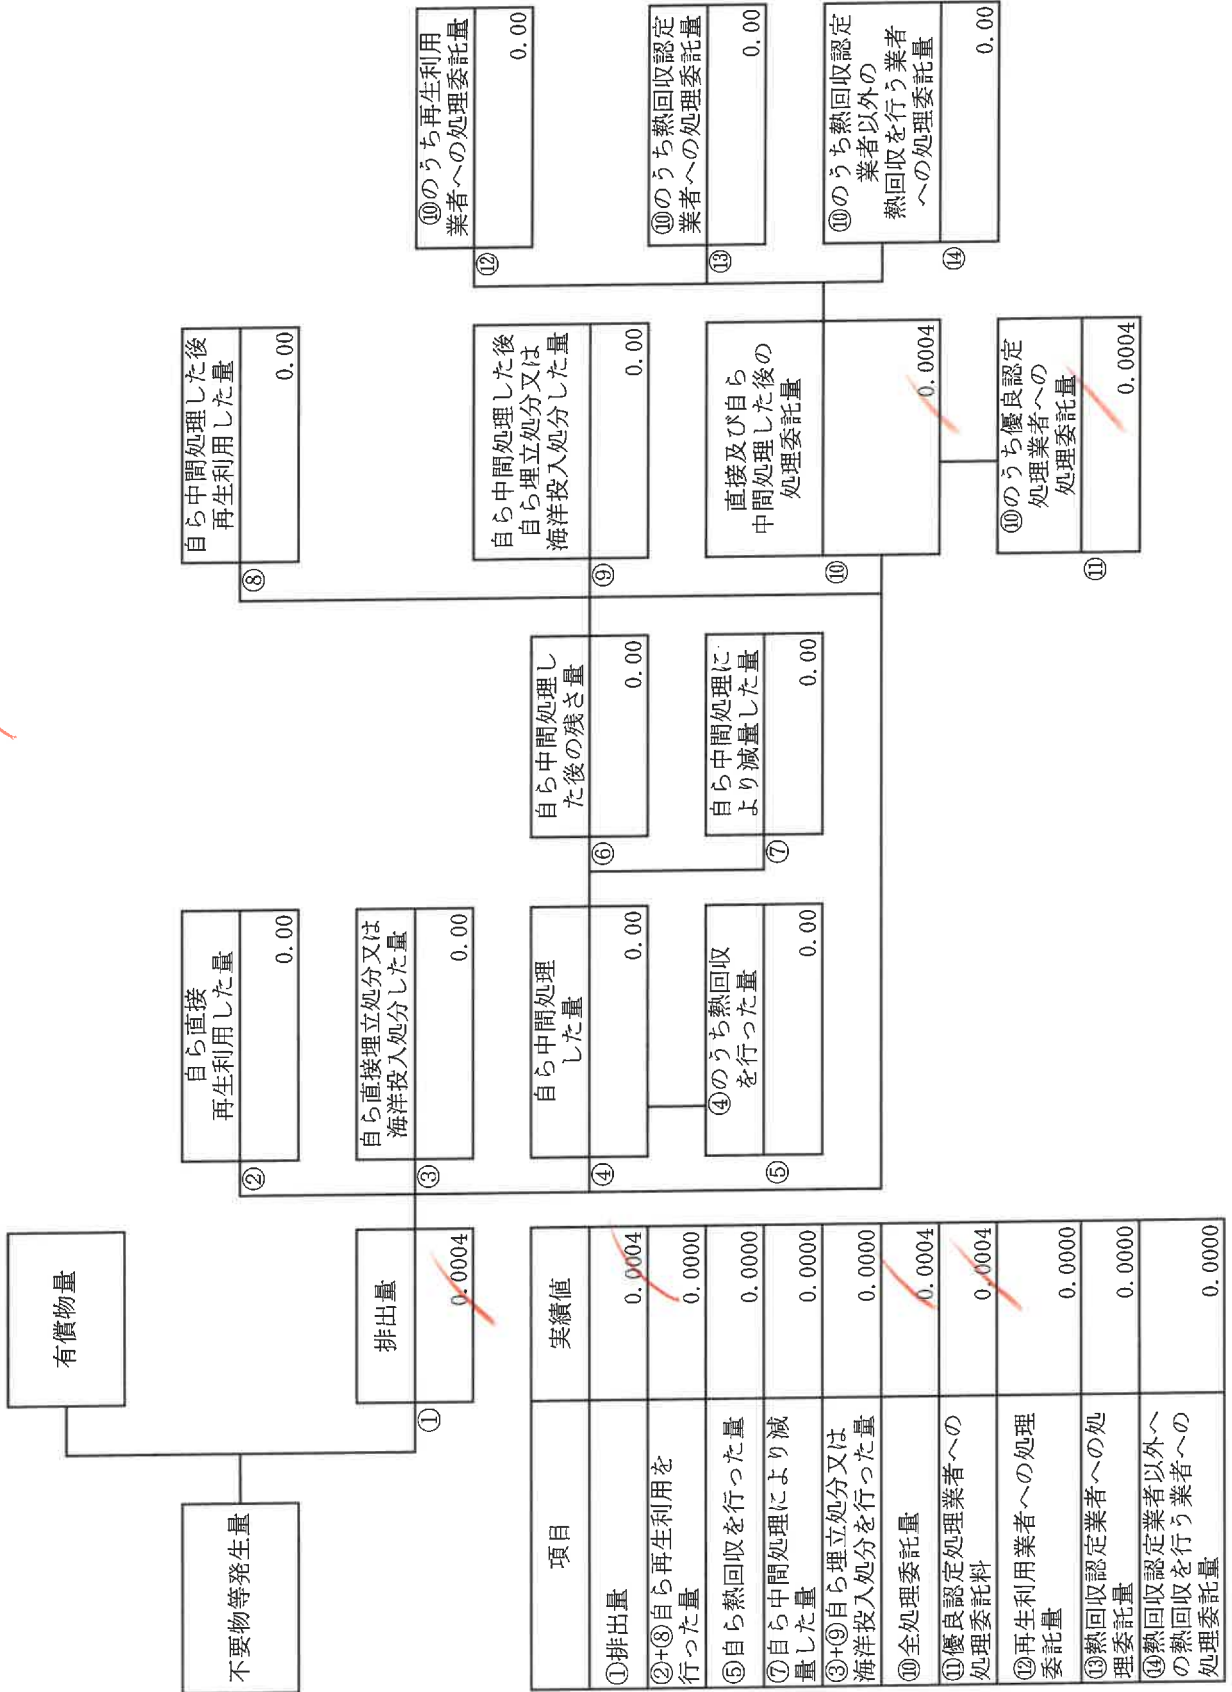 不要物等発生量
有償物量
排出量
①
0.0004
自ら直接
再生利用した量
②
0.00
自ら直接埋立処分又は
海洋投入処分した量
③
0.00
自ら中間処理
した量
④
0.00
④のうち熱回収
を行った量
⑤
0.00
自ら中間処理し
た後の残さ量
⑥
0.00
自ら中間処理に
より減量した量
⑦
0.00
自ら中間処理した後
再生利用した量
⑧
0.00
自ら中間処理した後
自ら埋立処分又は
海洋投入処分した量
⑨
0.00
直接及び自ら
中間処理した後の
処理委託量
⑩
0.0004
⑩のうち優良認定
処理業者への
処理委託量
⑪
0.0004
⑩のうち再生利用
業者への処理委託量
⑫
0.00
⑩のうち熱回収認定
業者への処理委託量
⑬
0.00
⑩のうち熱回収認定
業者以外の
熱回収を行う業者
への処理委託量
⑭
0.00
項目 実績値
①排出量 0.0004
②+⑧自ら再生利用を
行った量 0.0000
⑤自ら熱回収を行った量 0.0000
⑦自ら中間処理により減
量した量 0.0000
③+⑨自ら埋立処分又は
海洋投入処分を行った量 0.0000
⑩全処理委託量 0.0004
⑪優良認定処理業者への
処理委託料 0.0004
⑫再生利用業者への処理
委託量 0.0000
⑬熱回収認定業者への処
理委託量 0.0000
⑭熱回収認定業者以外へ
の熱回収を行う業者への
処理委託量 0.0000